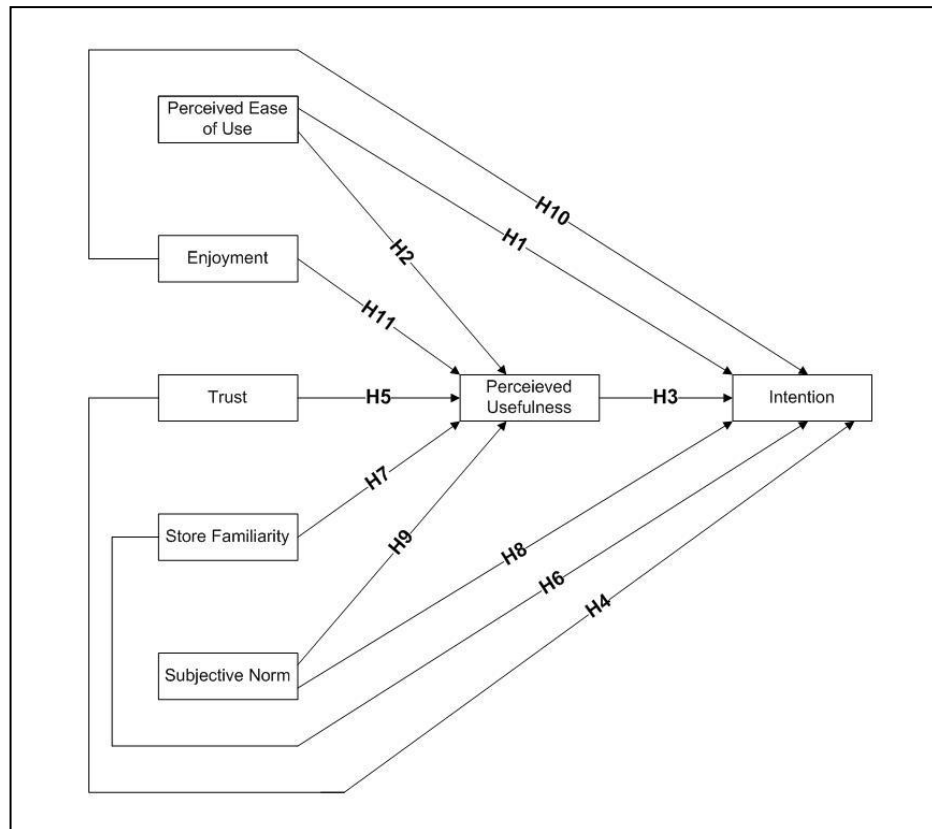 Perceived Ease
of Use
H10
H1
H2
Enjoyment
H11
Trust
H5
Perceieved
Usefulness
H3
Intention
H7
Store Familiarity
H9
H8
H6
H4
Subjective Norm